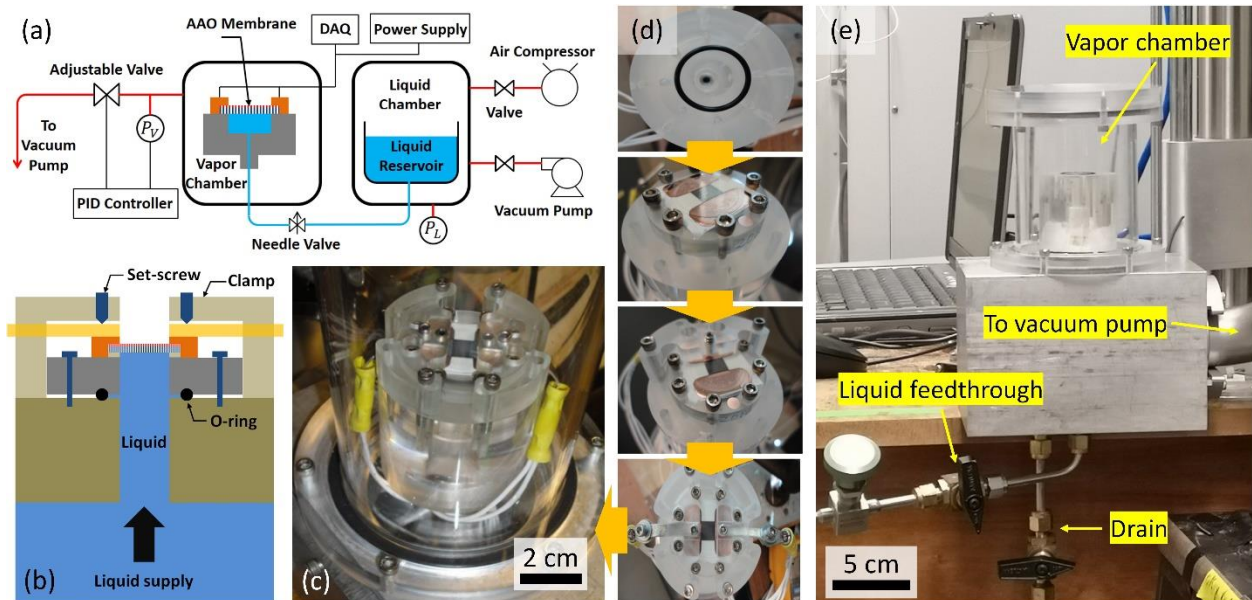 (a)
AAO Membrane
DAQ
Power Supply
Adjustable Valve
Air Compressor
Liquid
Chamber
Valve
To
Vacuum
Pump
P_V
Liquid
Reservoir
Vapor
Chamber
PID Controller
Vacuum Pump
P_L
Needle Valve
Set-screw
Clamp
O-ring
Liquid
(b)
Liquid supply
(c)
2 cm
(d)
(e)
Vapor chamber
To vacuum pump
Liquid feedthrough
Drain
5 cm